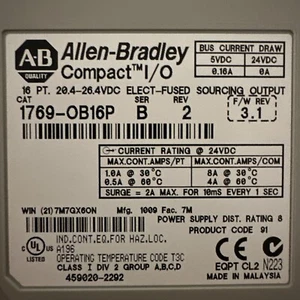 AB QUALITY
Allen-Bradley
Compact™ I/O
BUS CURRENT DRAW
5VDC 24VDC
0.16A 0A
16 PT. 20.4-26.4VDC ELECT-FUSED SOURCING OUTPUT
CAT SER REV F/W REV
1769-OB16P B 2 3.1
CURRENT RATING @ 24VDC
MAX.CONT.AMPS/PT MAX.CONT.AMPS/MOD
1.0A @ 30°C 8A @ 30°C
0.5A @ 60°C 4A @ 60°C
SURGE = 2A MAX. FOR 10MS EVERY 1 SEC
WIN (21) 7M7GX6ON Mfg. 1009 Fac. 7M
POWER SUPPLY DIST. RATING 8
PRODUCT CODE 91
C UL US LISTED
IND.CONT.EQ.FOR HAZ.LOC.
A196
OPERATING TEMPERATURE CODE T3C
CLASS I DIV 2 GROUP A,B,C,D
459020-2292
CE
EQPT CL2 N223
MADE IN MALAYSIA